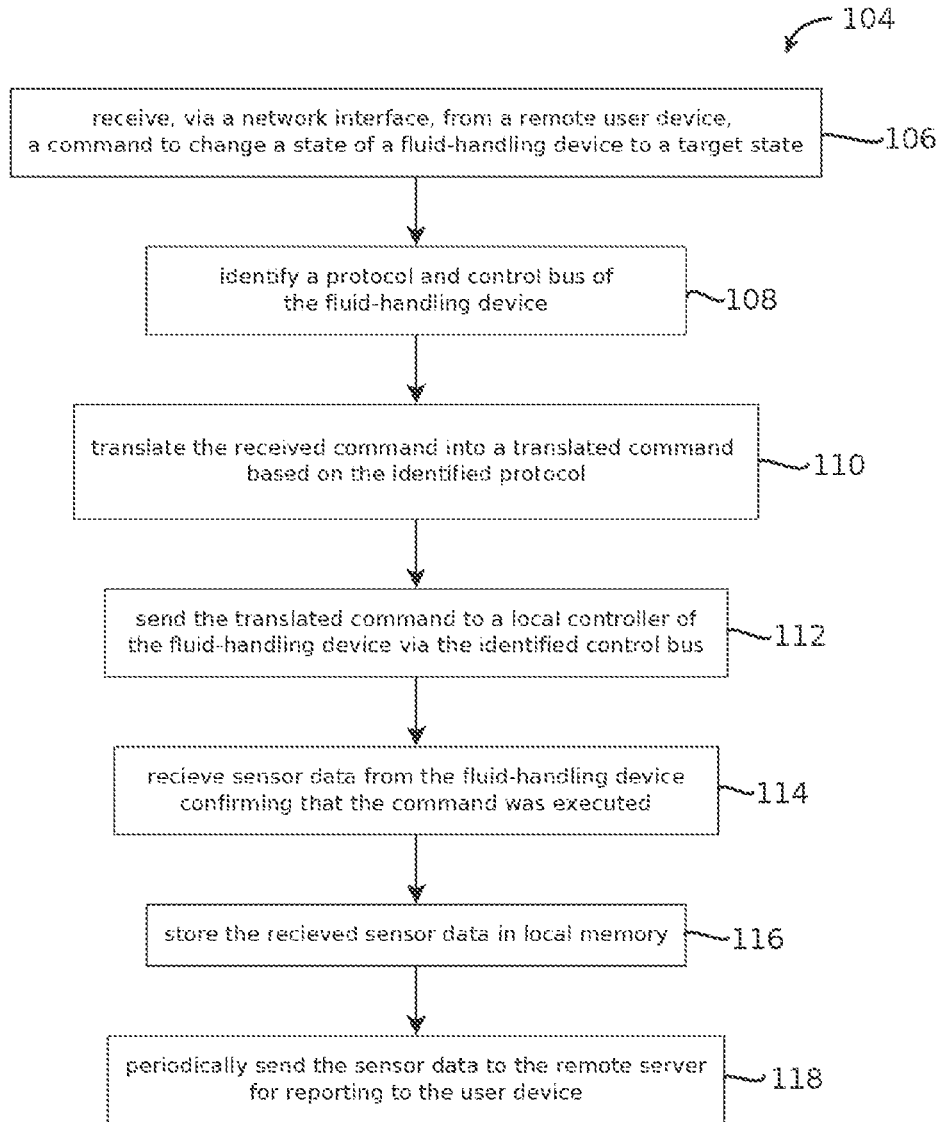 104
receive, via a network interface, from a remote user device,
a command to change a state of a fluid-handling device to a target state
106
identify a protocol and control bus of
the fluid-handling device
108
translate the received command into a translated command
based on the identified protocol
110
send the translated command to a local controller of
the fluid-handling device via the identified control bus
112
recieve sensor data from the fluid-handling device
confirming that the command was executed
114
store the recieved sensor data in local memory
116
periodically send the sensor data to the remote server
for reporting to the user device
118